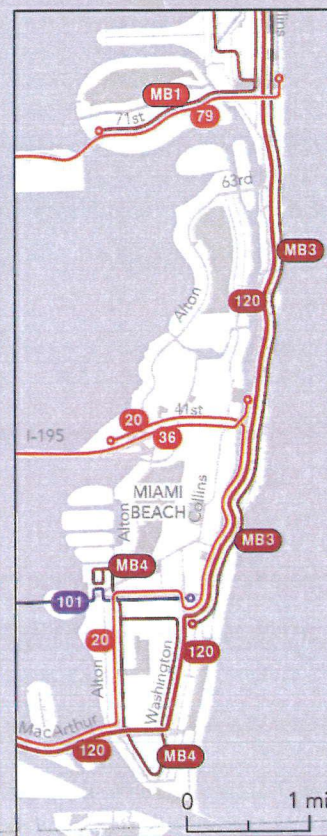 Collins
MB1
71st
79
63rd
MB3
120
Alton
20
41st
36
I-195
MIAMI
BEACH
Alton
Collins
MB3
MB4
101
20
120
Alton
Washington
MacArthur
120
MB4
0 1 mi